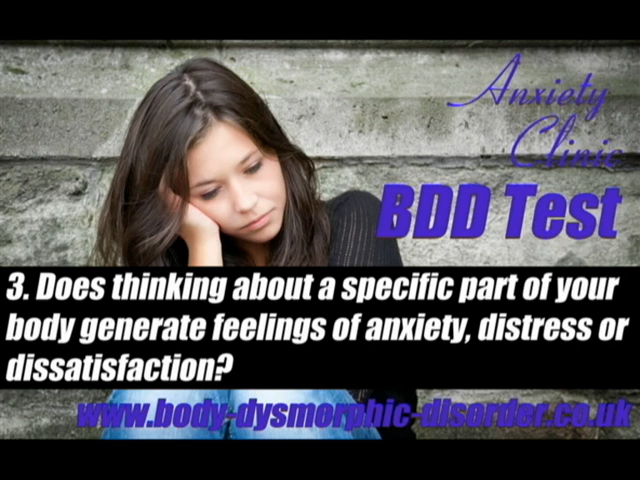 Anxiety
Clinic
BDD Test
3. Does thinking about a specific part of your
body generate feelings of anxiety, distress or
dissatisfaction?
www.body-dysmorphic-disorder.co.uk